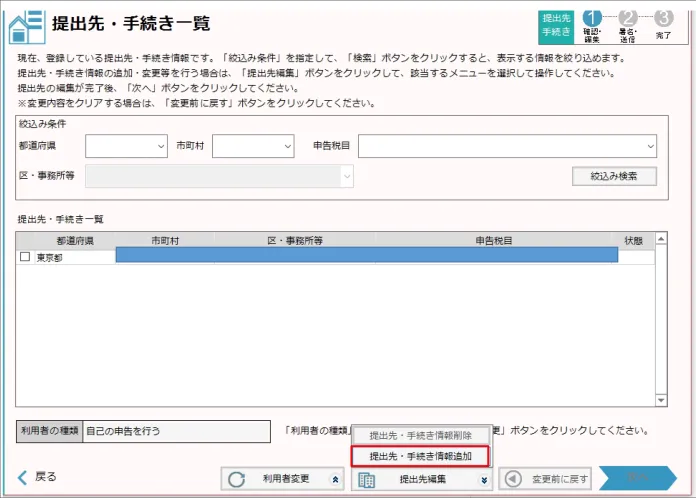 提出先・手続き一覧
提出先
手続き
1
確認・
編集
2
署名・
送信
3
完了
現在、登録している提出先・手続き情報です。「絞込み条件」を指定して、「検索」ボタンをクリックすると、表示する情報を絞り込めます。
提出先・手続き情報の追加・変更等を行う場合は、「提出先編集」ボタンをクリックして、該当するメニューを選択して操作してください。
提出先の編集が完了後、「次へ」ボタンをクリックしてください。
※変更内容をクリアする場合は、「変更前に戻す」ボタンをクリックしてください。
絞込み条件
都道府県 市町村 申告税目
区・事務所等 絞込み検索
提出先・手続き一覧
都道府県 市町村 区・事務所等 申告税目 状態
東京都
利用者の種類 自己の申告を行う 「利用者の種類」 更」ボタンをクリックしてください。
提出先・手続き情報削除
提出先・手続き情報追加
戻る 利用者変更 提出先編集 変更前に戻す